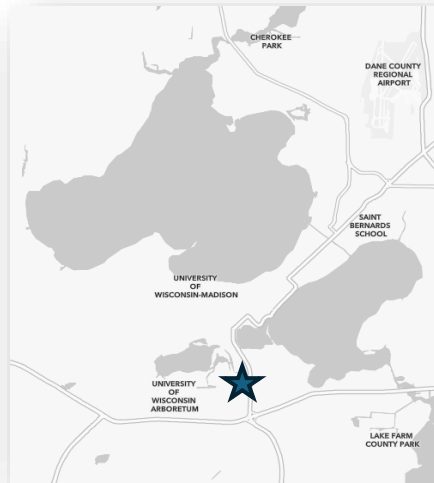 CHEROKEE
PARK
DANE COUNTY
REGIONAL
AIRPORT
SAINT
BERNARDS
SCHOOL
UNIVERSITY
OF
WISCONSIN-MADISON
UNIVERSITY
OF
WISCONSIN
ARBORETUM
LAKE FARM
COUNTY PARK